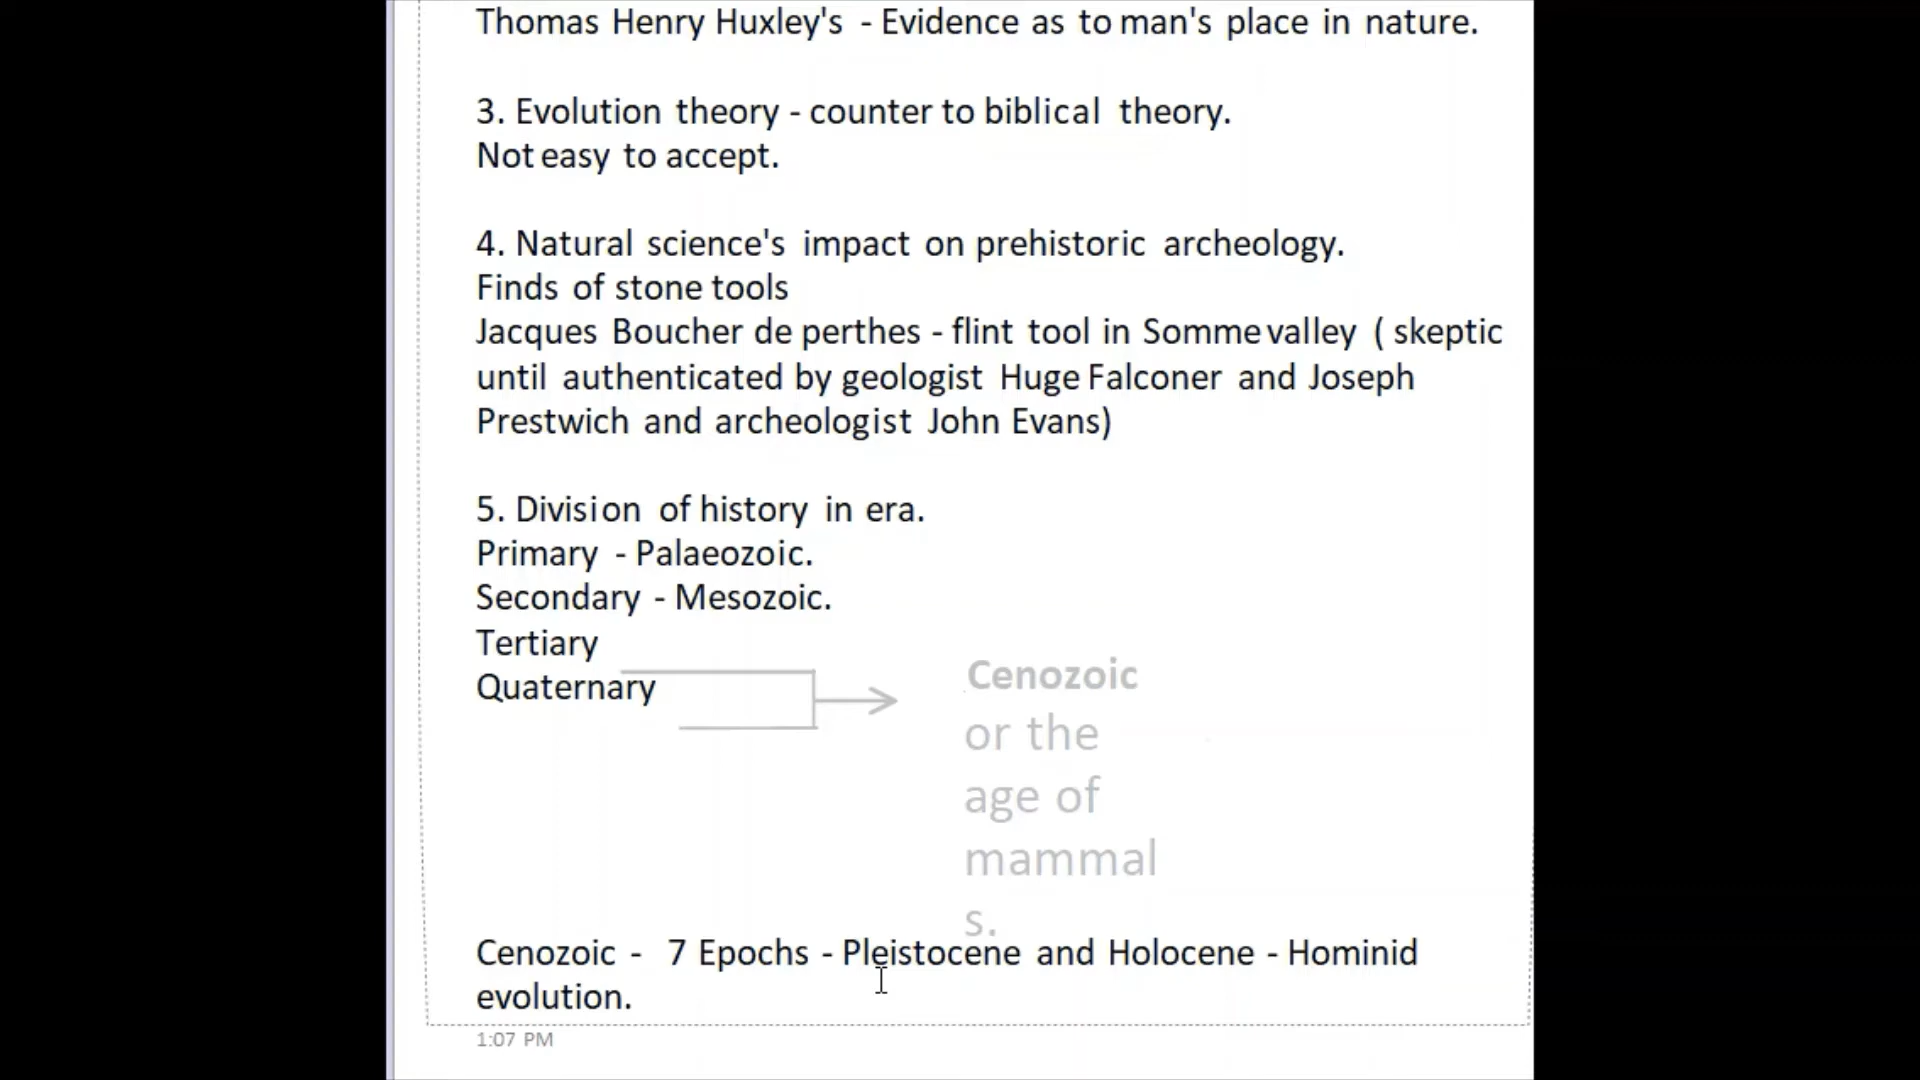 Thomas Henry Huxley's - Evidence as to man's place in nature.
3. Evolution theory - counter to biblical theory.
Not easy to accept.
4. Natural science's impact on prehistoric archeology.
Finds of stone tools
Jacques Boucher de perthes - flint tool in Somme valley ( skeptic
until authenticated by geologist Huge Falconer and Joseph
Prestwich and archeologist John Evans)
5. Division of history in era.
Primary - Palaeozoic.
Secondary - Mesozoic.
Tertiary
Quaternary
Cenozoic
or the
age of
mammal
s.
Cenozoic - 7 Epochs - Pleistocene and Holocene - Hominid
evolution.
1:07 PM